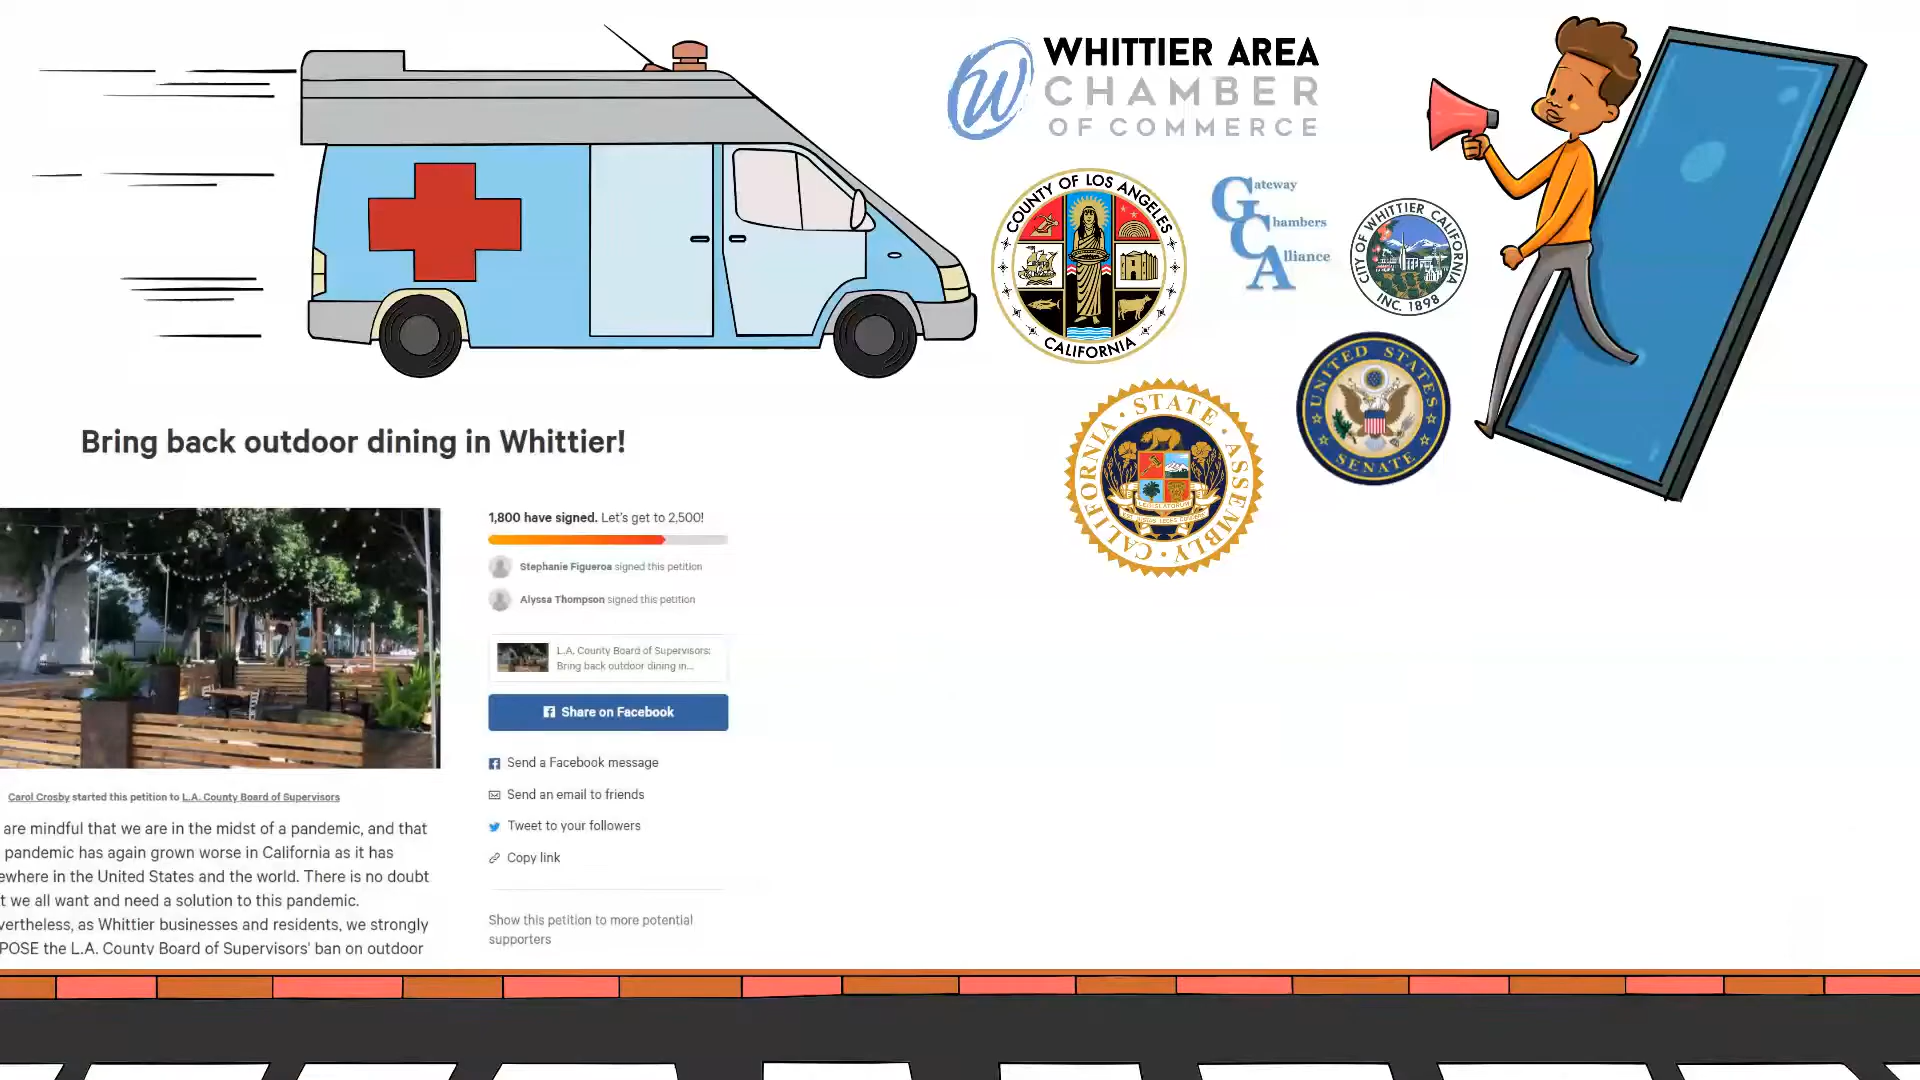 WHITTIER AREA
CHAMBER
OF COMMERCE
COUNTY OF LOS ANGELES
CALIFORNIA
Gateway
Chambers
Alliance
CITY OF WHITTIER CALIFORNIA
INC. 1898
UNITED STATES
SENATE
CALIFORNIA · STATE · ASSEMBLY ·
Bring back outdoor dining in Whittier!
1,800 have signed. Let's get to 2,500!
Stephanie Figueroa signed this petition
Alyssa Thompson signed this petition
L.A. County Board of Supervisors:
Bring back outdoor dining in...
Share on Facebook
Send a Facebook message
Send an email to friends
Tweet to your followers
Copy link
Show this petition to more potential
supporters
Carol Crosby started this petition to L.A. County Board of Supervisors
are mindful that we are in the midst of a pandemic, and that
pandemic has again grown worse in California as it has
ewhere in the United States and the world. There is no doubt
t we all want and need a solution to this pandemic.
vertheless, as Whittier businesses and residents, we strongly
POSE the L.A. County Board of Supervisors' ban on outdoor